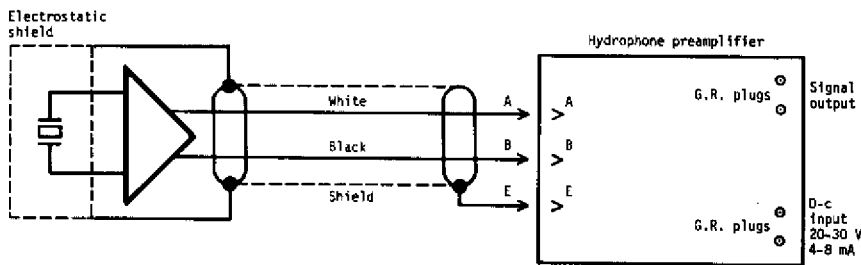 Electrostatic
shield
Hydrophone preamplifier
White
A
A
G.R. plugs
Signal
output
Black
B
B
Shield
E
E
G.R. plugs
D-c
input
20-30 V
4-8 mA